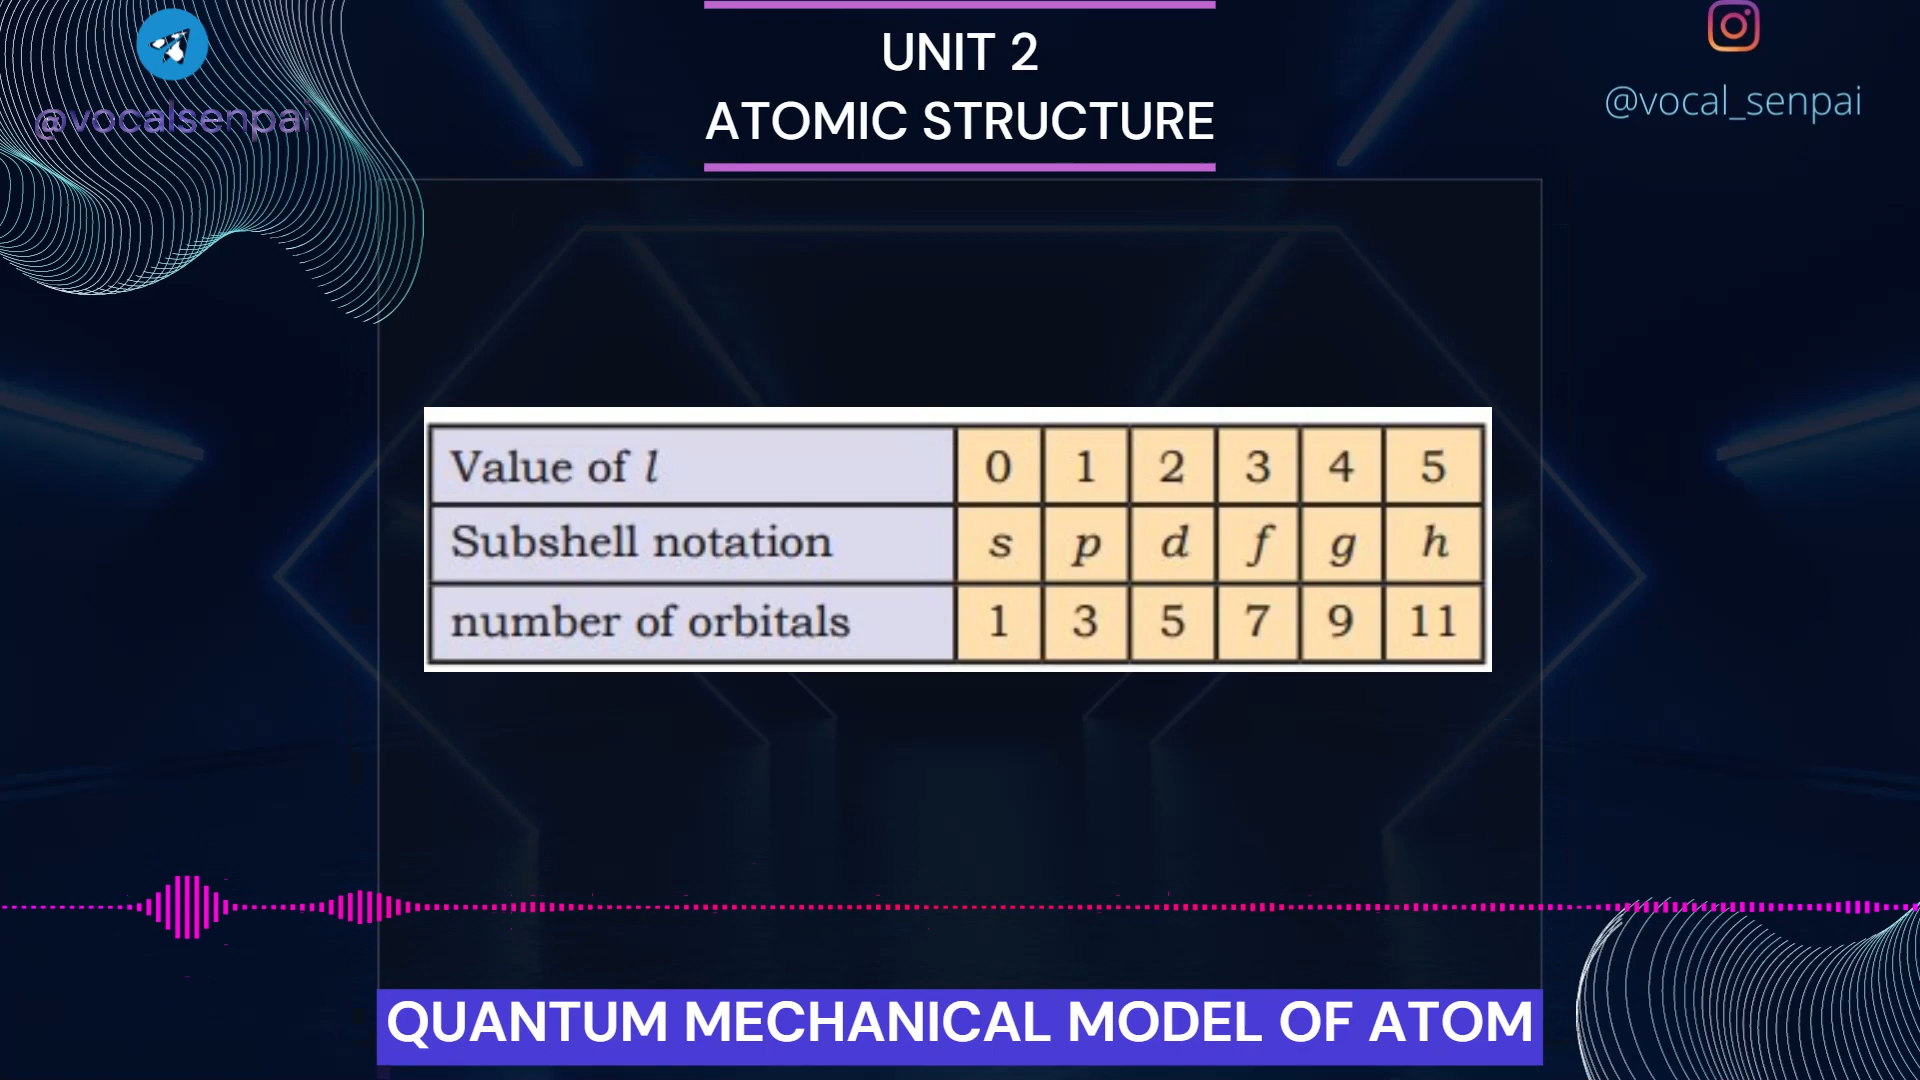 UNIT 2
ATOMIC STRUCTURE
@vocalsenpai
@vocal_senpai
Value of l 0 1 2 3 4 5
Subshell notation s p d f g h
number of orbitals 1 3 5 7 9 11
QUANTUM MECHANICAL MODEL OF ATOM